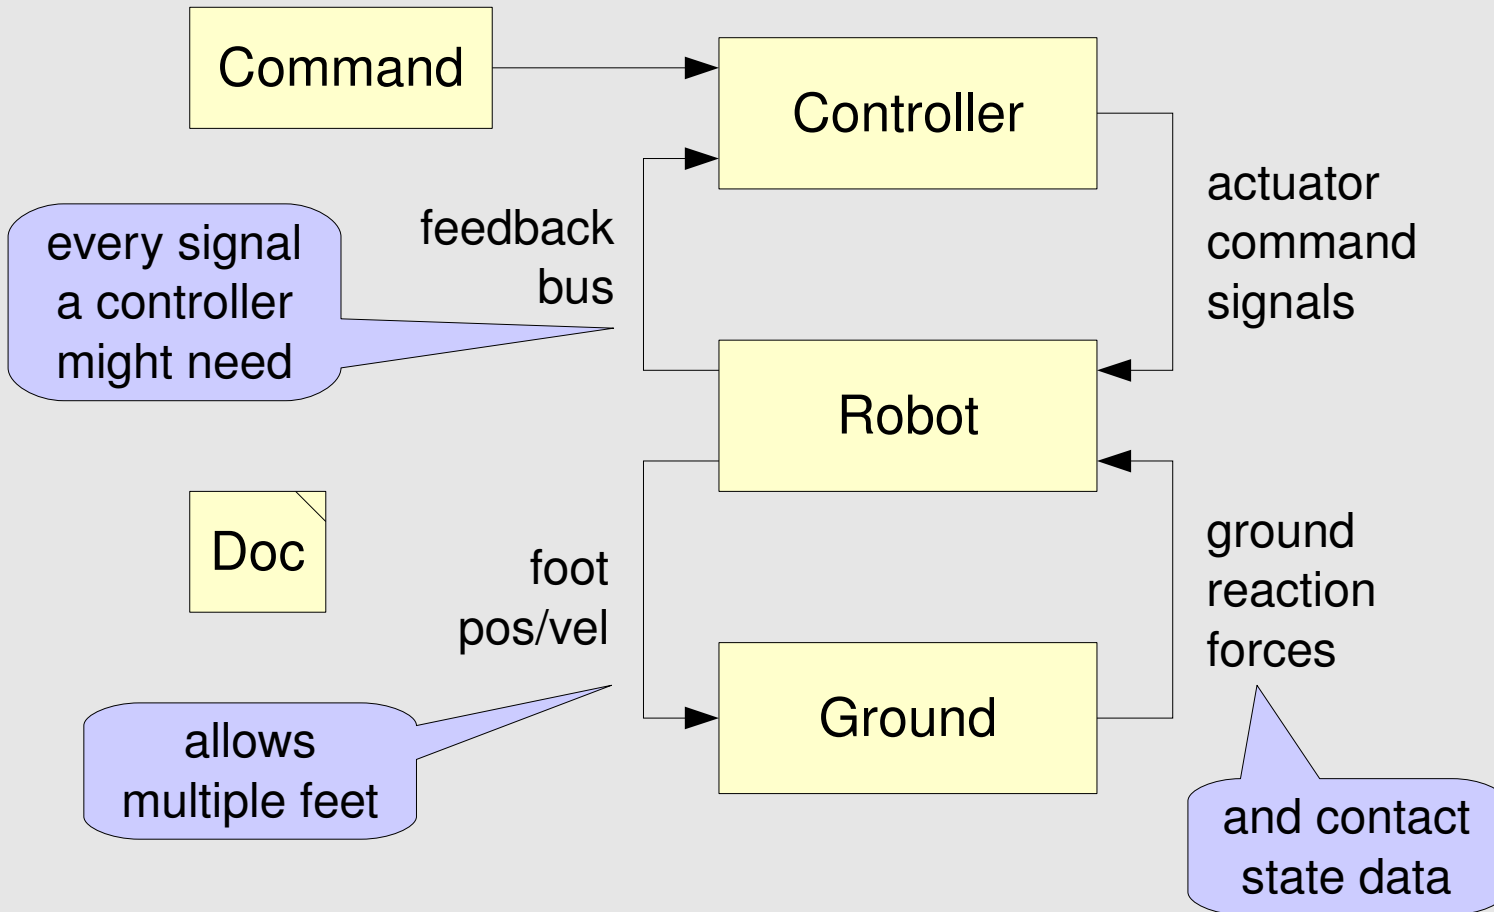 Command
Controller
actuator
command
signals
feedback
bus
every signal
a controller
might need
Robot
Doc
foot
pos/vel
ground
reaction
forces
Ground
allows
multiple feet
and contact
state data